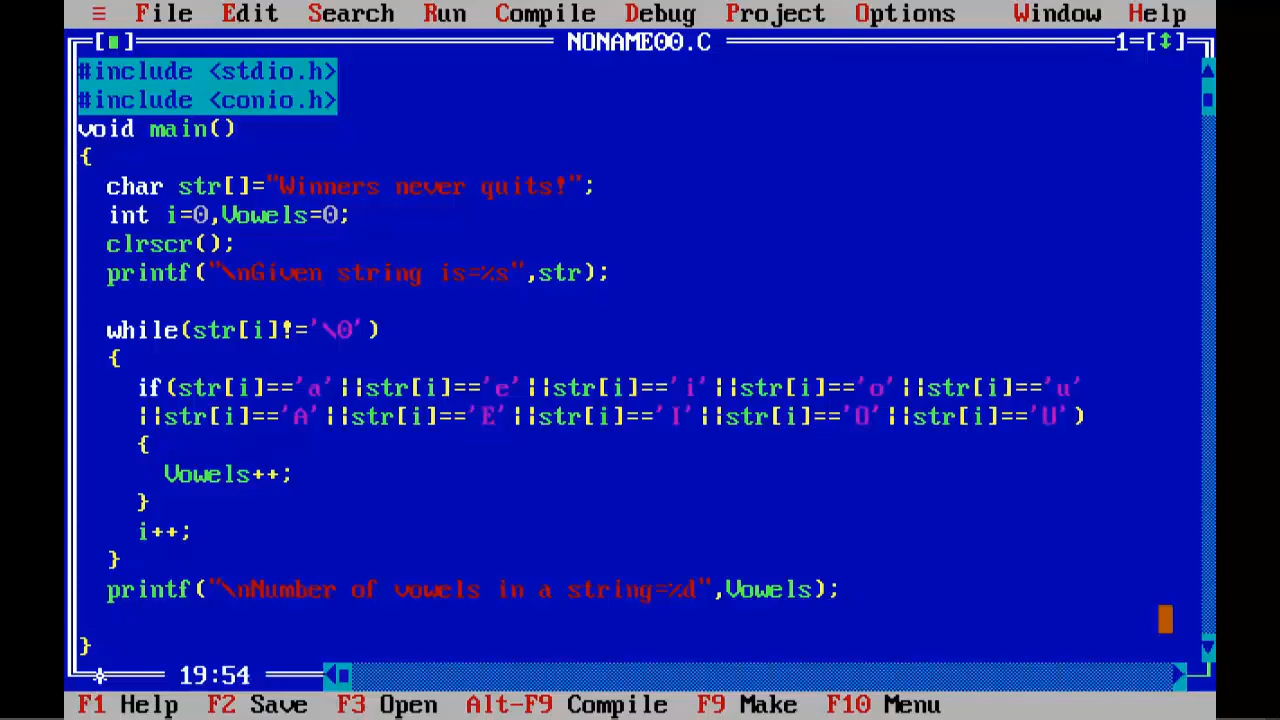 ≡ File Edit Search Run Compile Debug Project Options Window Help
[■] NONAME00.C 1=[↕]
#include <stdio.h>
#include <conio.h>
void main()
{
char str[]="Winners never quits!";
int i=0,Vowels=0;
clrscr();
printf("\nGiven string is=%s",str);
while(str[i]!='\0')
{
if(str[i]=='a'||str[i]=='e'||str[i]=='i'||str[i]=='o'||str[i]=='u'
||str[i]=='A'||str[i]=='E'||str[i]=='I'||str[i]=='O'||str[i]=='U')
{
Vowels++;
}
i++;
}
printf("\nNumber of vowels in a string=%d",Vowels);
}
19:54
F1 Help F2 Save F3 Open Alt-F9 Compile F9 Make F10 Menu